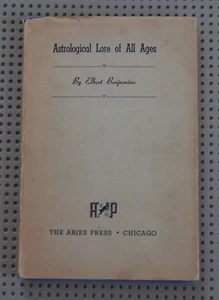 Astrological Lore of All Ages
By Elbert Benjamine
A P
THE ARIES PRESS • CHICAGO